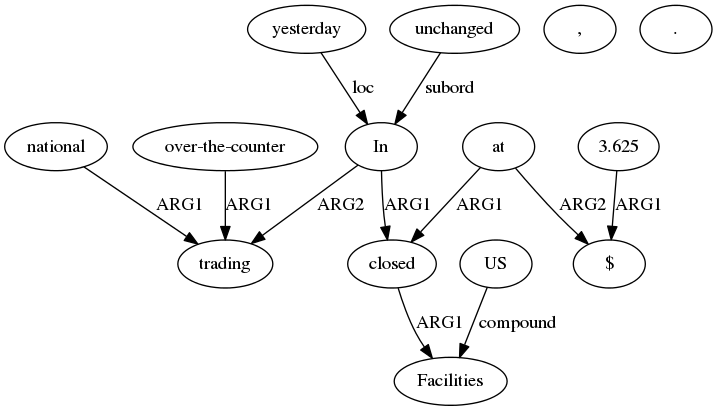 yesterday unchanged , .
loc subord
national over-the-counter In at 3.625
ARG1 ARG1 ARG2 ARG1 ARG1 ARG2 ARG1
trading closed US $
ARG1 compound
Facilities